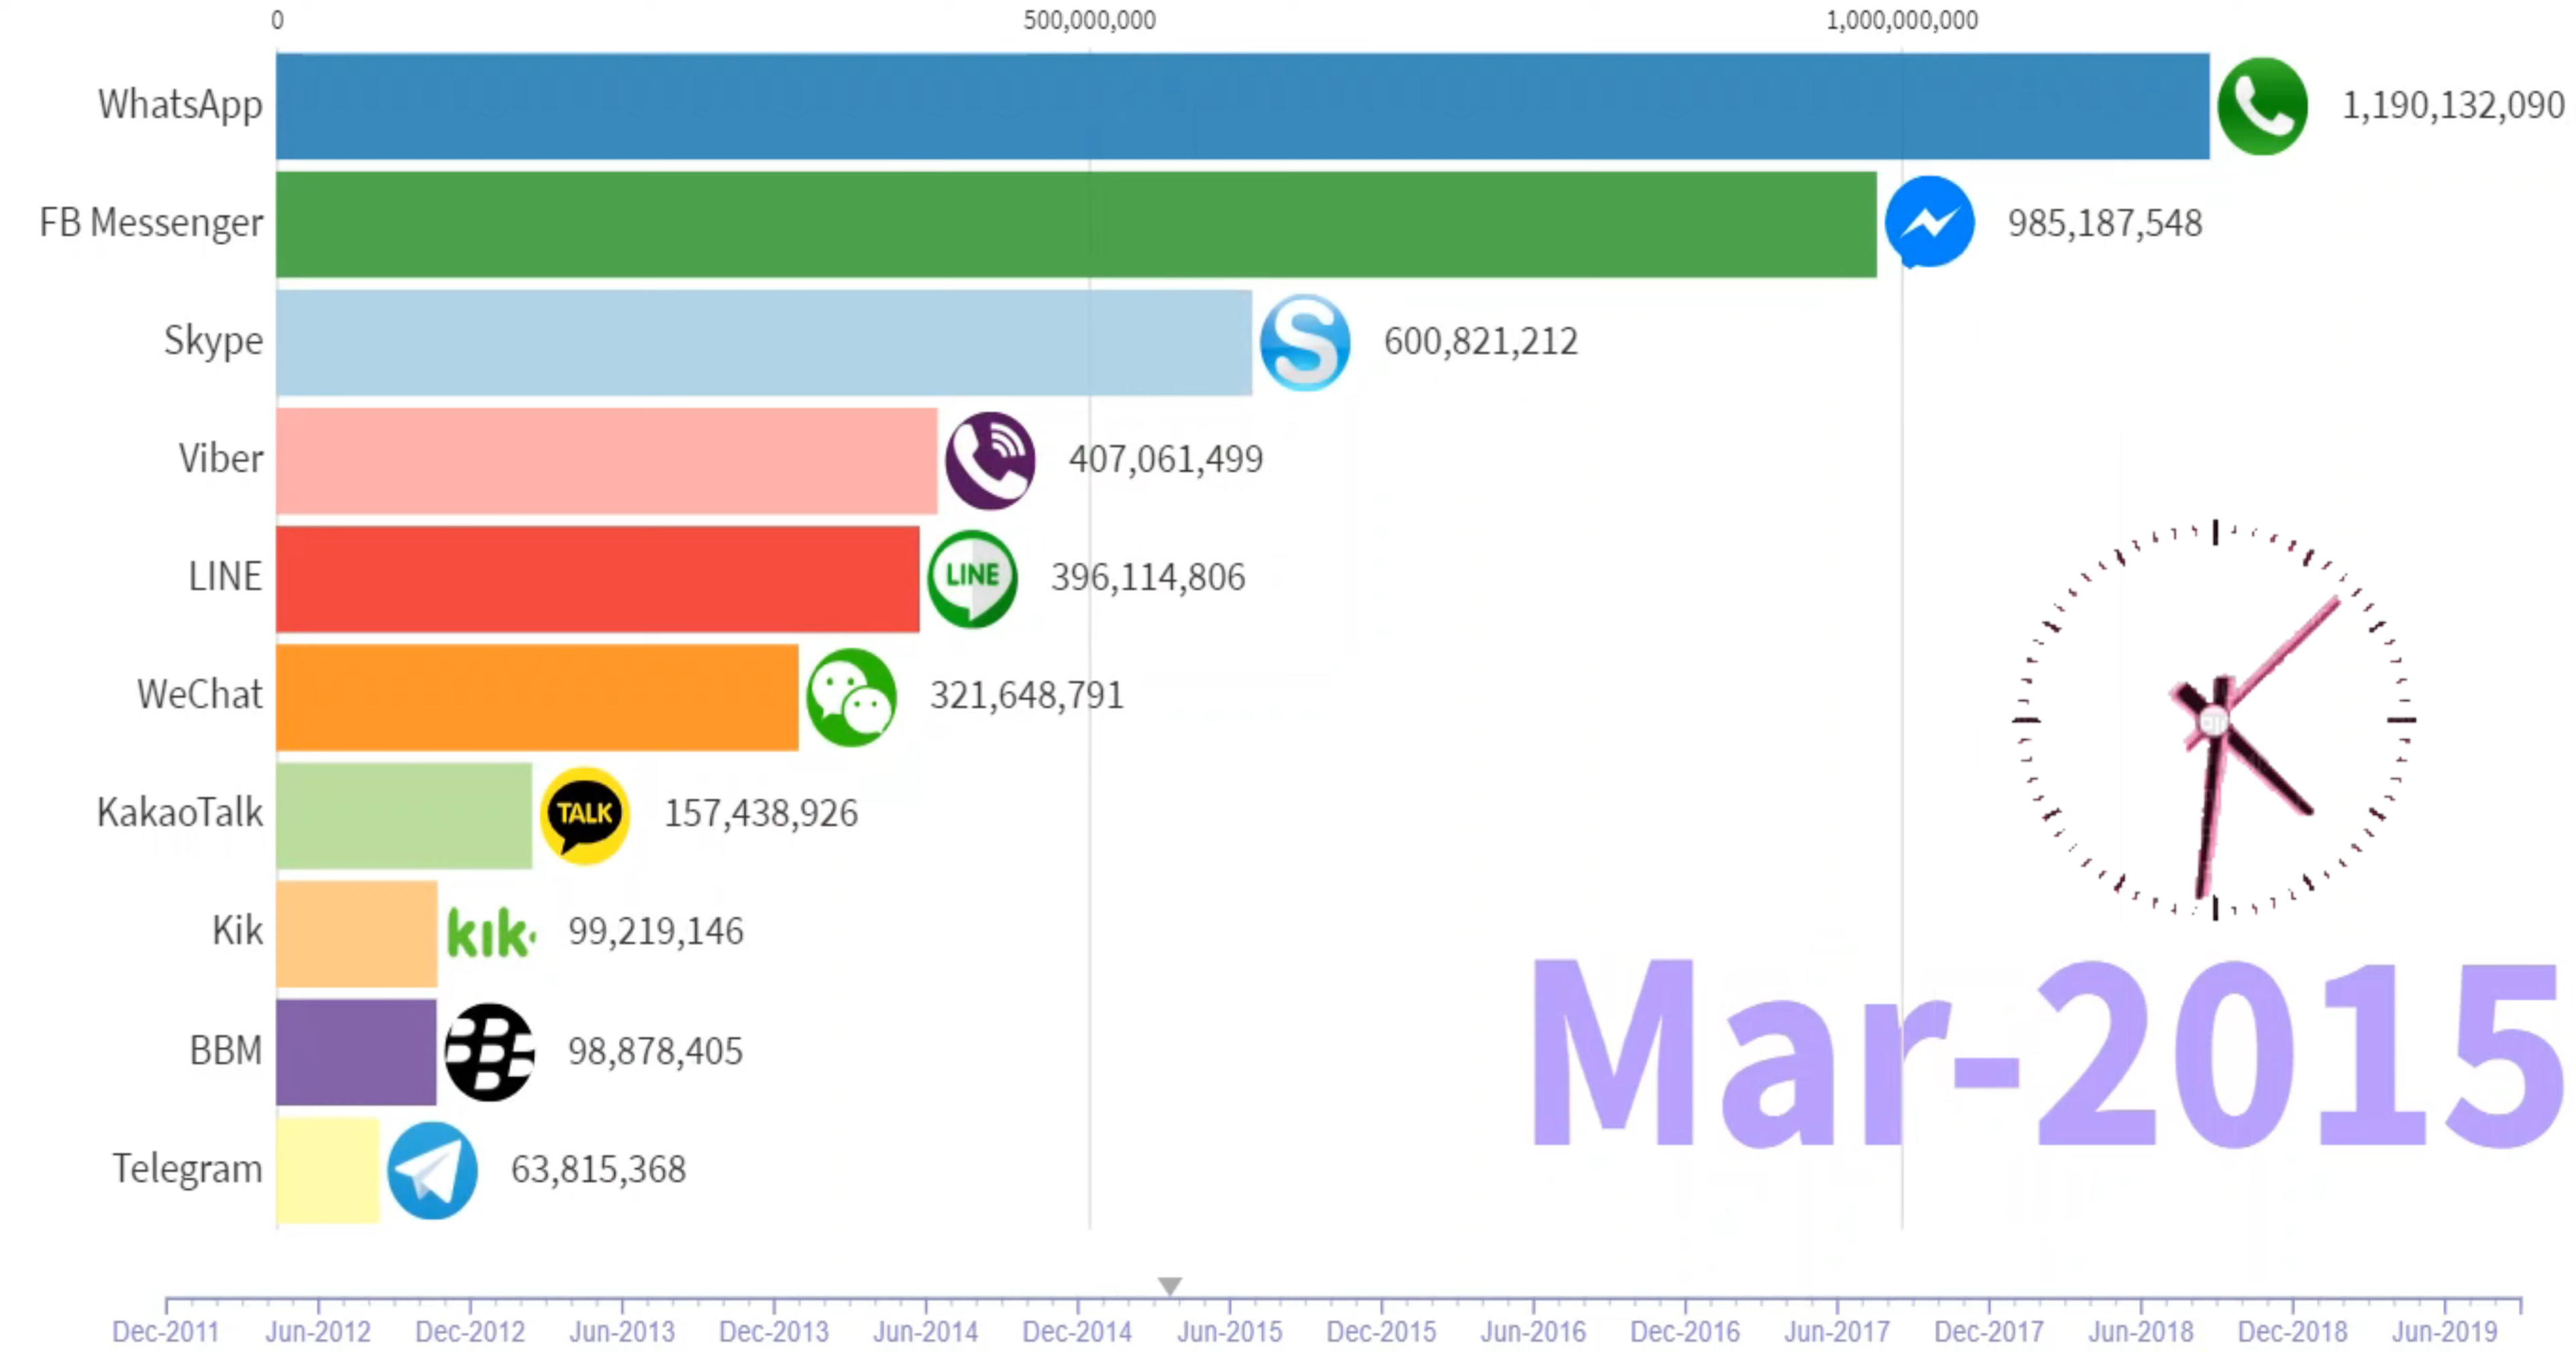 0 500,000,000 1,000,000,000
WhatsApp 1,190,132,090
FB Messenger 985,187,548
Skype S 600,821,212
Viber 407,061,499
LINE LINE 396,114,806
WeChat 321,648,791
KakaoTalk TALK 157,438,926
Kik kik 99,219,146
BBM 98,878,405
Telegram 63,815,368
Mar-2015
Dec-2011 Jun-2012 Dec-2012 Jun-2013 Dec-2013 Jun-2014 Dec-2014 Jun-2015 Dec-2015 Jun-2016 Dec-2016 Jun-2017 Dec-2017 Jun-2018 Dec-2018 Jun-2019